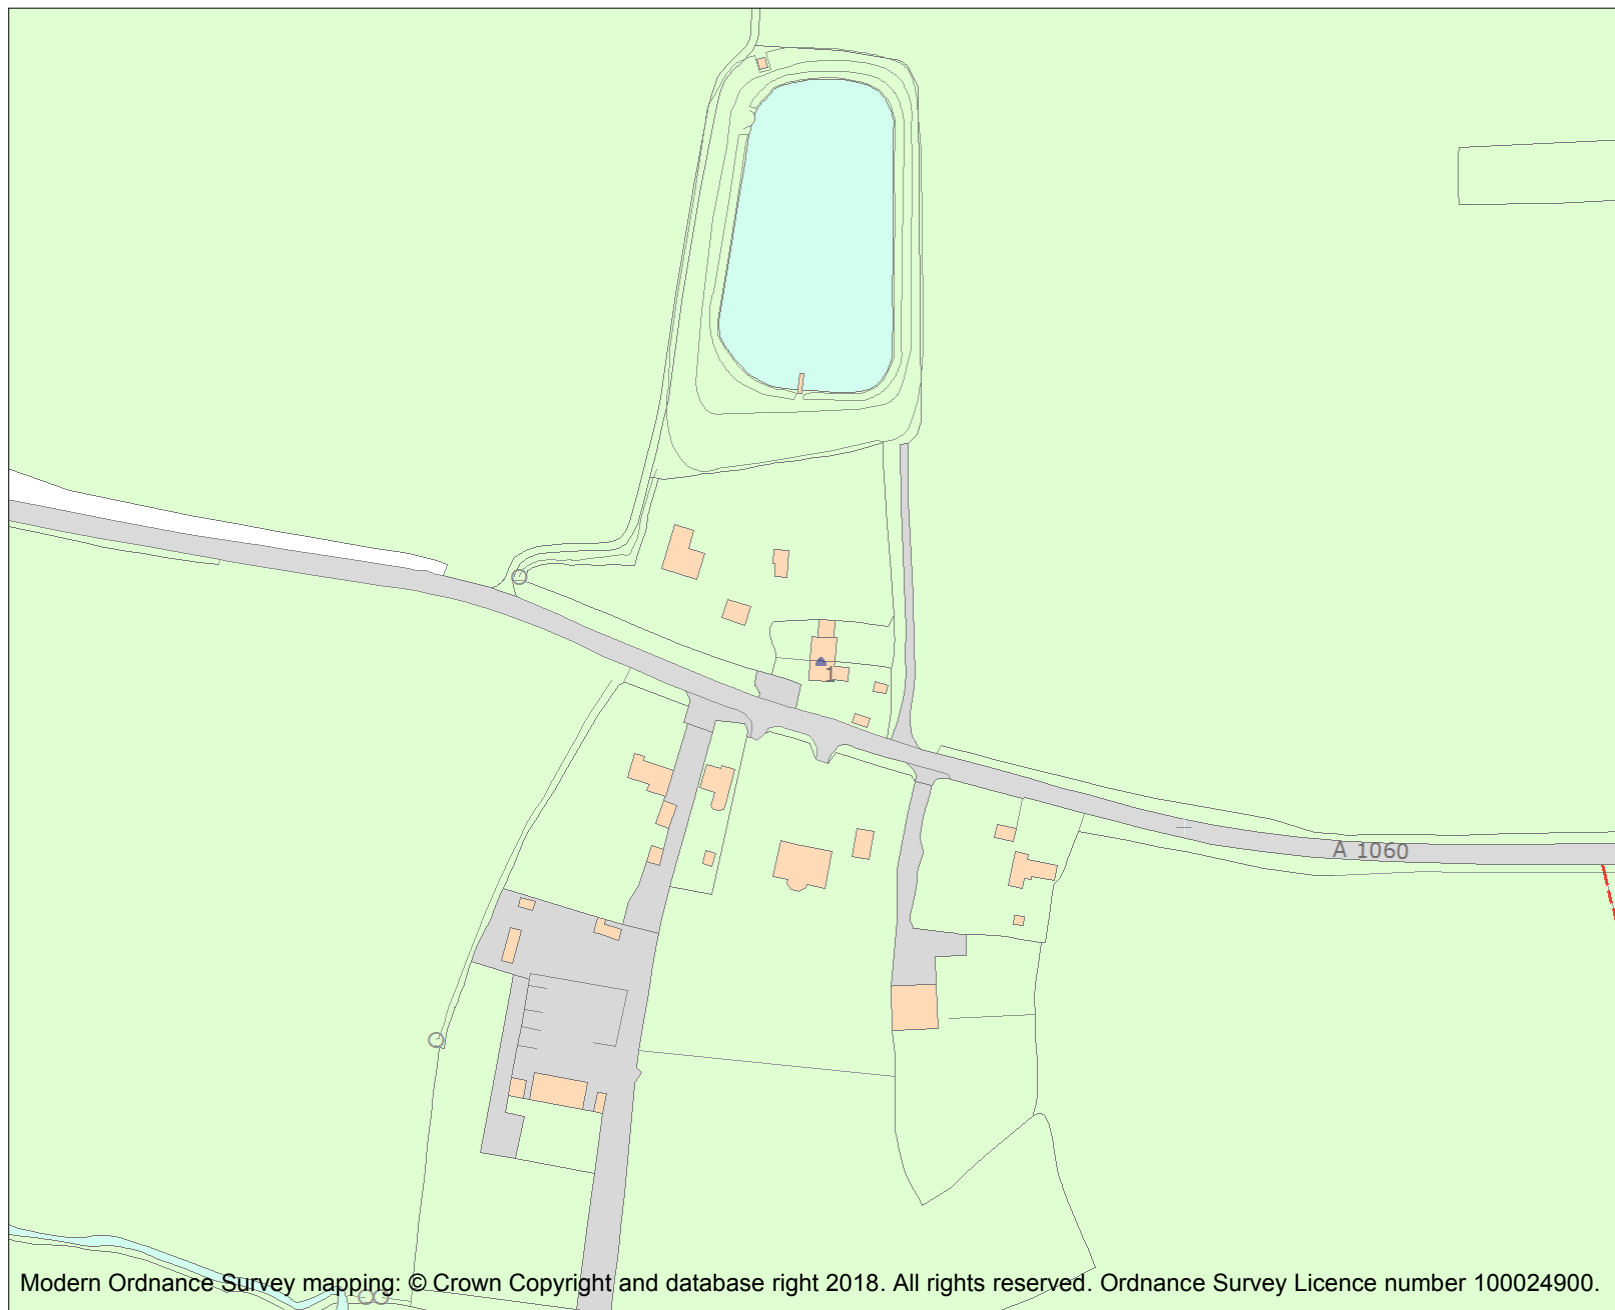 1
A 1060
Modern Ordnance Survey mapping: © Crown Copyright and database right 2018. All rights reserved. Ordnance Survey Licence number 100024900.